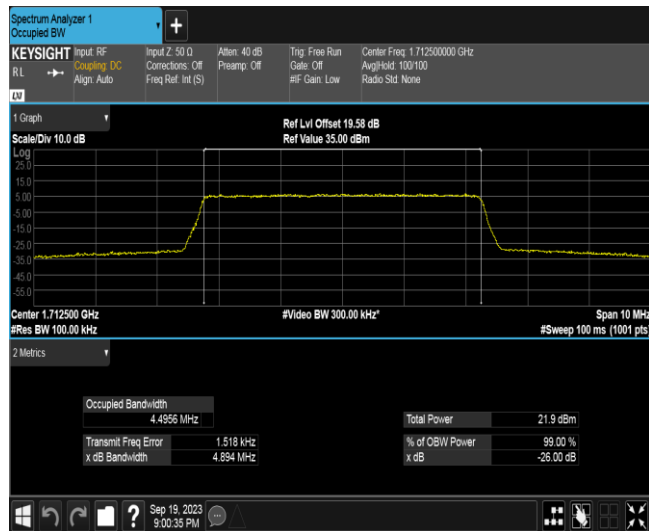 Spectrum Analyzer 1
Occupied BW
+
KEYSIGHT
RL
LXI
Input: RF
Coupling: DC
Align: Auto
Input Z: 50 Ω
Corrections: Off
Freq Ref: Int (S)
Atten: 40 dB
Preamp: Off
Trig: Free Run
Gate: Off
#IF Gain: Low
Center Freq: 1.712500000 GHz
Avg|Hold: 100/100
Radio Std: None
1 Graph
Scale/Div 10.0 dB
Ref Lvl Offset 19.58 dB
Ref Value 35.00 dBm
Log
25.0
15.0
5.00
-5.00
-15.0
-25.0
-35.0
-45.0
-55.0
Center 1.712500 GHz
#Res BW 100.00 kHz
#Video BW 300.00 kHz*
Span 10 MHz
#Sweep 100 ms (1001 pts)
2 Metrics
Occupied Bandwidth
4.4956 MHz
Transmit Freq Error 1.518 kHz
x dB Bandwidth 4.894 MHz
Total Power 21.9 dBm
% of OBW Power 99.00 %
x dB -26.00 dB
?
Sep 19, 2023
9:00:35 PM